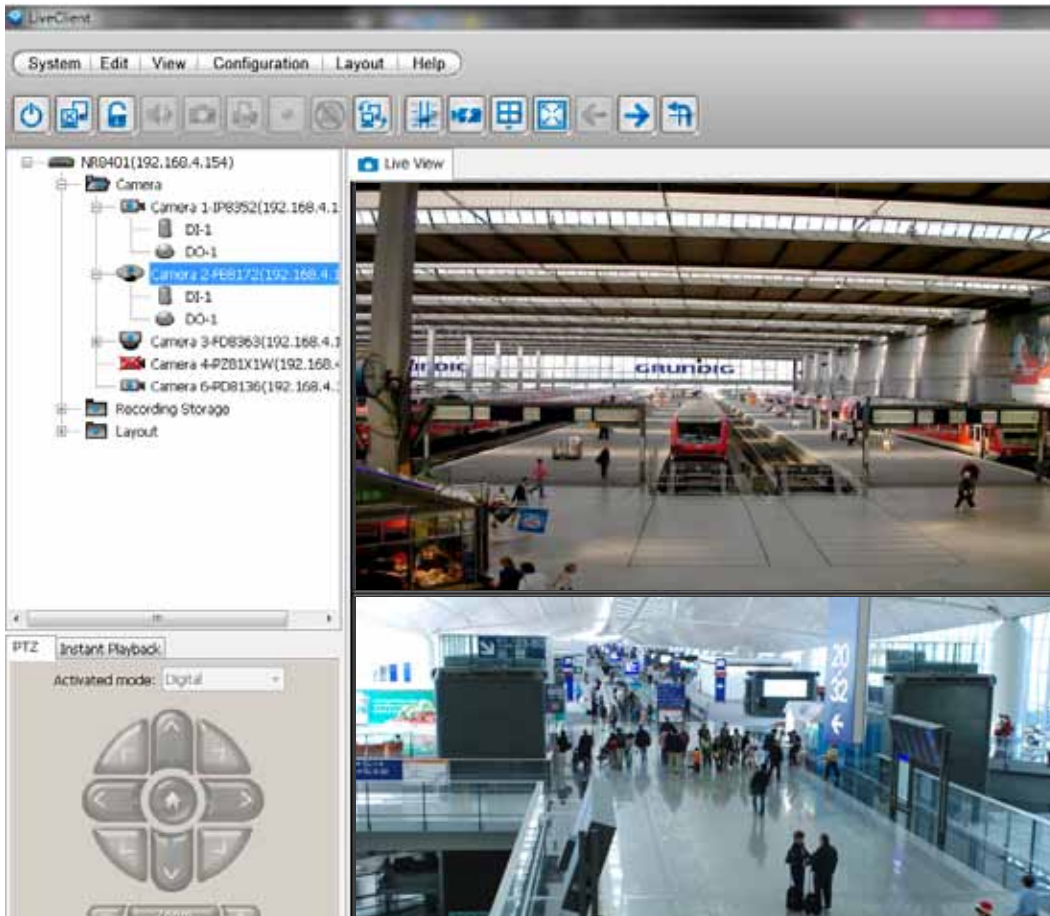 LiveClient
System Edit View Configuration Layout Help
NR8401(192.168.4.154)
Camera
Camera 1-IP8352(192.168.4.1
DI-1
DO-1
Camera 2-FE8172(192.168.4.1
DI-1
DO-1
Camera 3-FD8363(192.168.4.1
Camera 4-PZ81X1W(192.168.4
Camera 6-PD8136(192.168.4.
Recording Storage
Layout
Live View
GRUNDIG
PTZ
Instant Playback
Activated mode: Digital
20
32